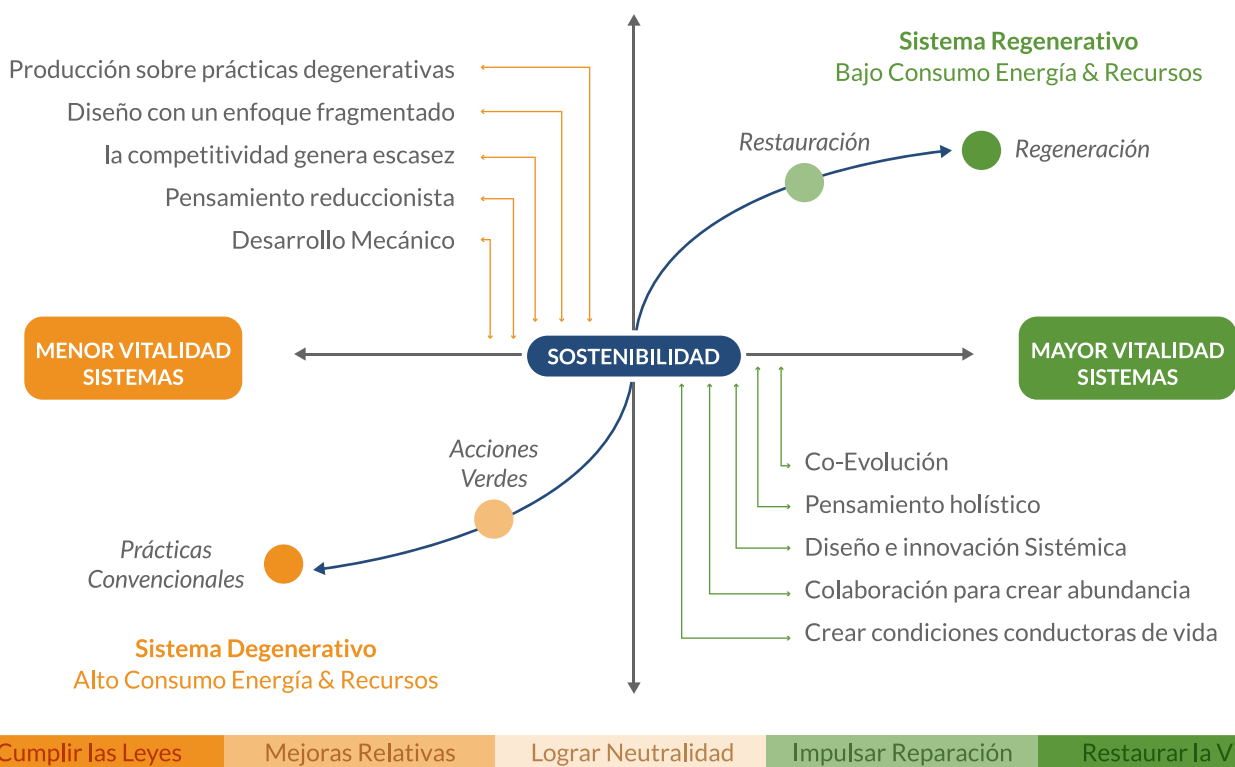 Sistema Regenerativo
Bajo Consumo Energía & Recursos
Producción sobre prácticas degenerativas
Diseño con un enfoque fragmentado
la competitividad genera escasez
Pensamiento reduccionista
Desarrollo Mecánico
Restauración
Regeneración
MENOR VITALIDAD
SISTEMAS
SOSTENIBILIDAD
MAYOR VITALIDAD
SISTEMAS
Acciones
Verdes
Prácticas
Convencionales
Sistema Degenerativo
Alto Consumo Energía & Recursos
Co-Evolución
Pensamiento holístico
Diseño e innovación Sistémica
Colaboración para crear abundancia
Crear condiciones conductoras de vida
Cumplir las Leyes
Mejoras Relativas
Lograr Neutralidad
Impulsar Reparación
Restaurar la